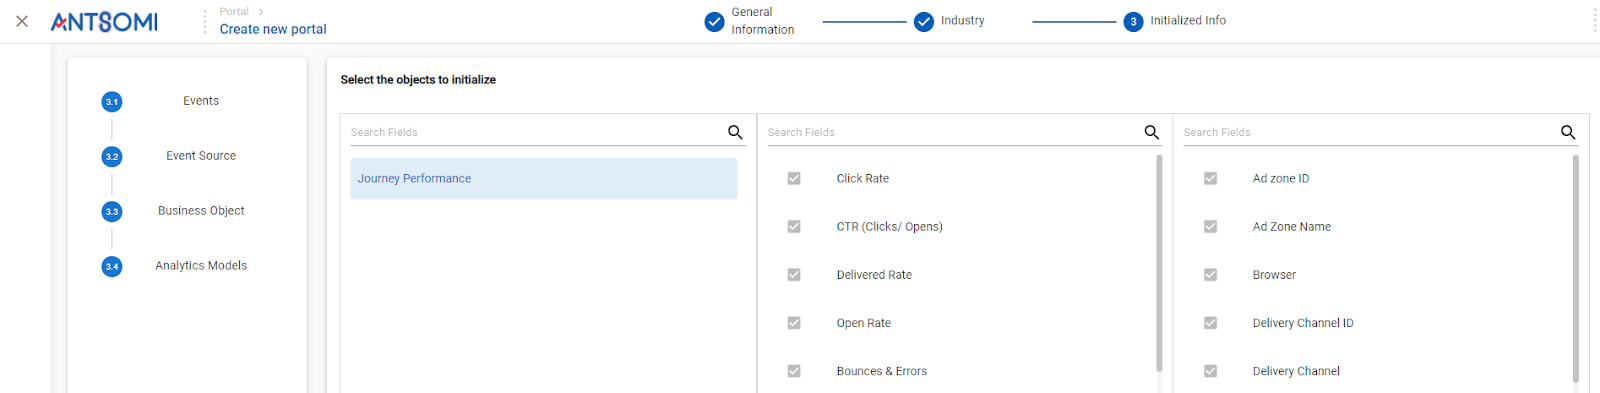 ANTSOMI
Portal
Create new portal
General
Information
Industry
3
Initialized Info
3.1
Events
3.2
Event Source
3.3
Business Object
3.4
Analytics Models
Select the objects to initialize
Search Fields
Journey Performance
Search Fields
Click Rate
CTR (Clicks/ Opens)
Delivered Rate
Open Rate
Bounces & Errors
Search Fields
Ad zone ID
Ad Zone Name
Browser
Delivery Channel ID
Delivery Channel